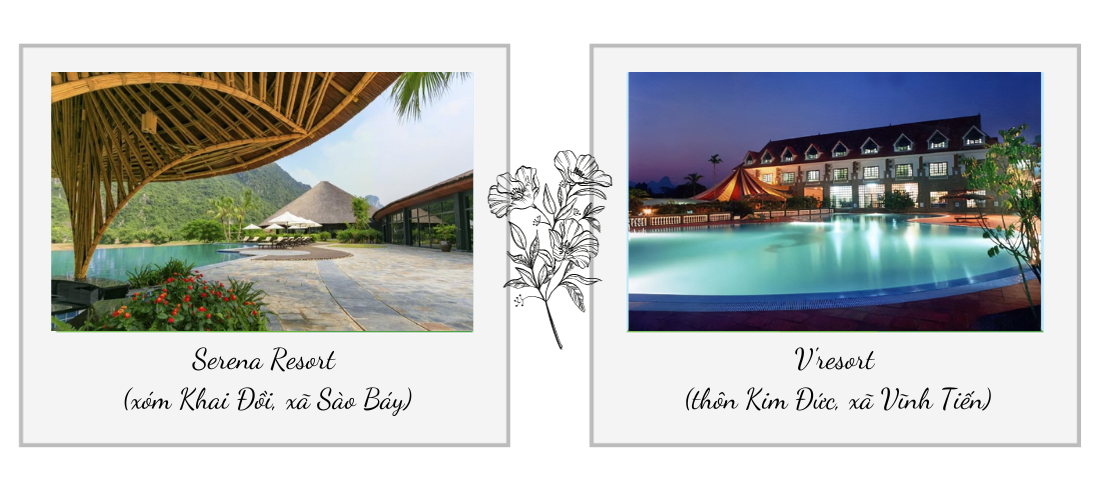 Serena Resort
(xóm Khai Đồi, xã Sào Báy)
V'resort
(thôn Kim Đức, xã Vĩnh Tiến)